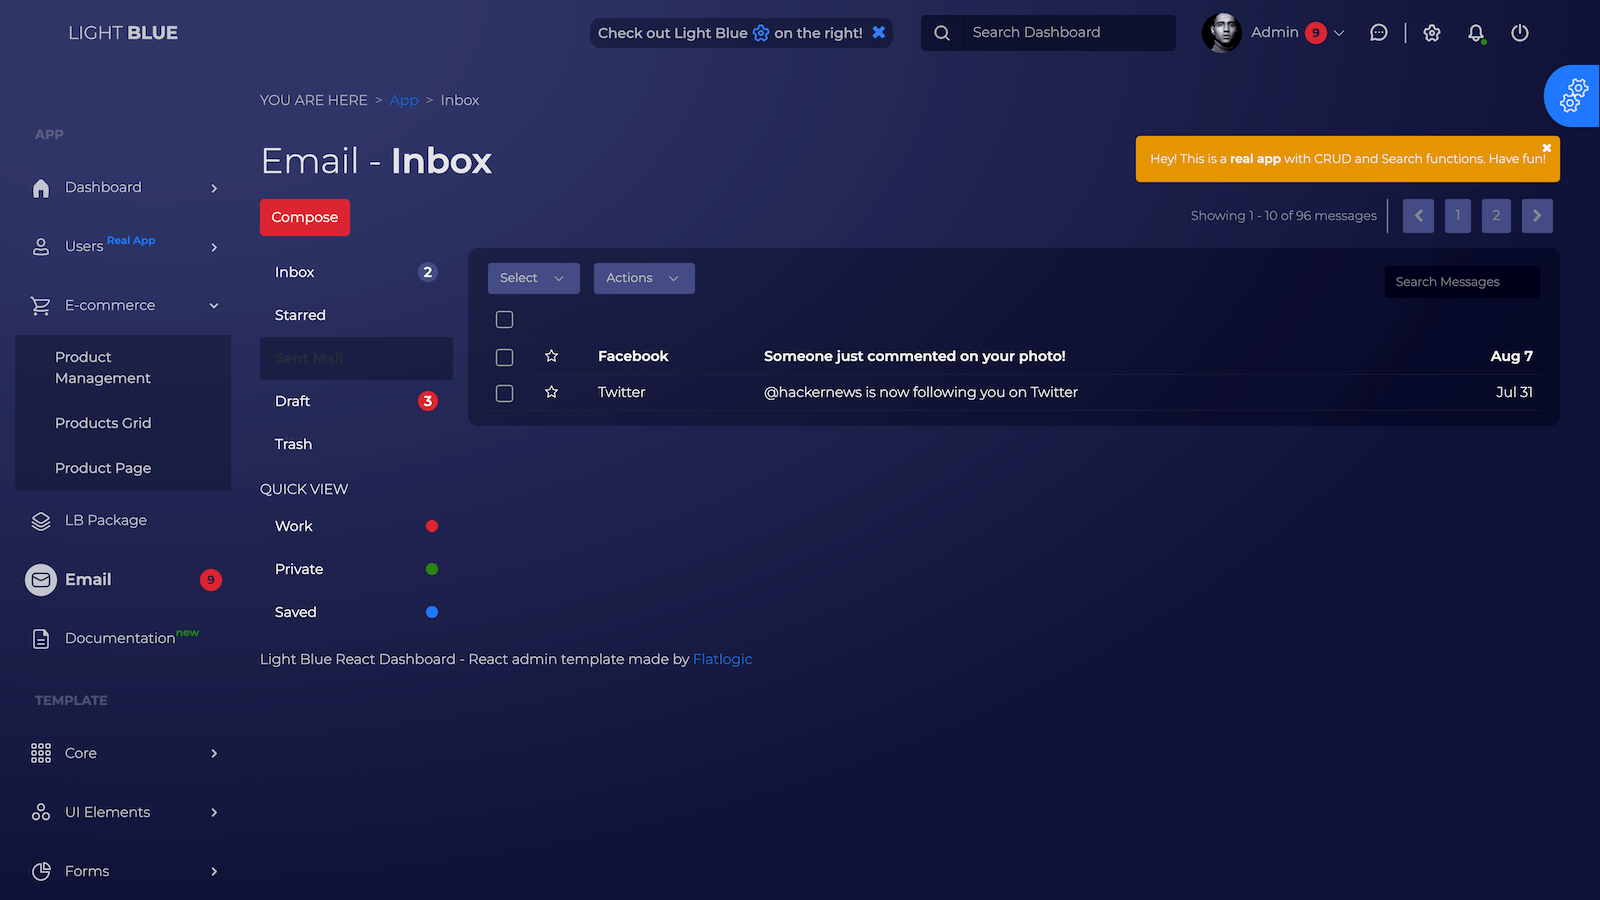 LIGHT BLUE
Check out Light Blue on the right!
Search Dashboard
Admin 9
YOU ARE HERE > App > Inbox
APP
Email - Inbox
Hey! This is a real app with CRUD and Search functions. Have fun!
Dashboard
Users Real App
E-commerce
Product
Management
Products Grid
Product Page
LB Package
Email 9
Documentation new
TEMPLATE
Core
UI Elements
Forms
Compose
Showing 1 - 10 of 96 messages
1
2
Inbox 2
Starred
Sent Mail
Draft 3
Trash
QUICK VIEW
Work
Private
Saved
Select
Actions
Search Messages
Facebook Someone just commented on your photo! Aug 7
Twitter @hackernews is now following you on Twitter Jul 31
Light Blue React Dashboard - React admin template made by Flatlogic